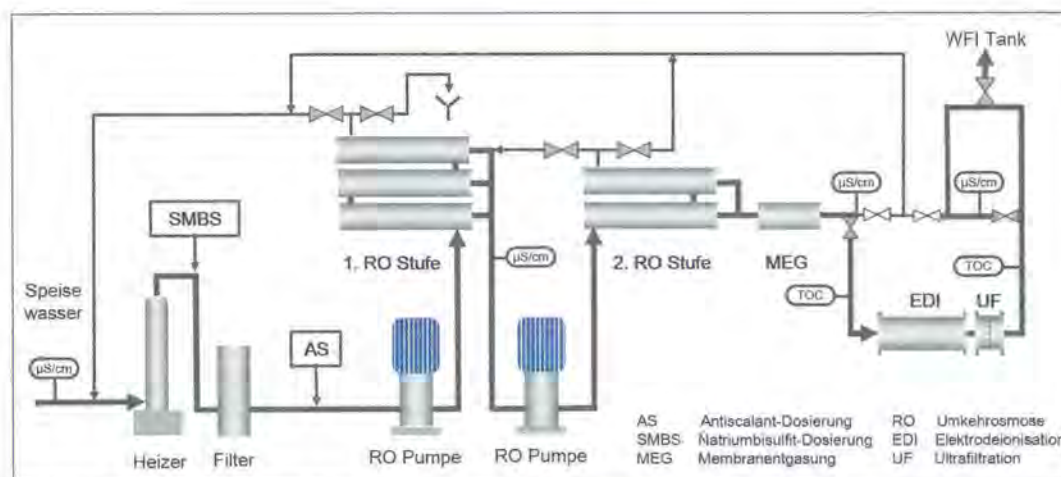 WFI Tank
µS/cm
µS/cm
SMBS
1. RO Stufe
µS/cm
2. RO Stufe
MEG
TOC
TOC
Speise
wasser
EDI
UF
µS/cm
AS
Heizer
Filter
RO Pumpe
RO Pumpe
AS Antiscalant-Dosierung RO Umkehrosmose
SMBS Natriumbisulfit-Dosierung EDI Elektrodeionisation
MEG Membranentgasung UF Ultrafiltration